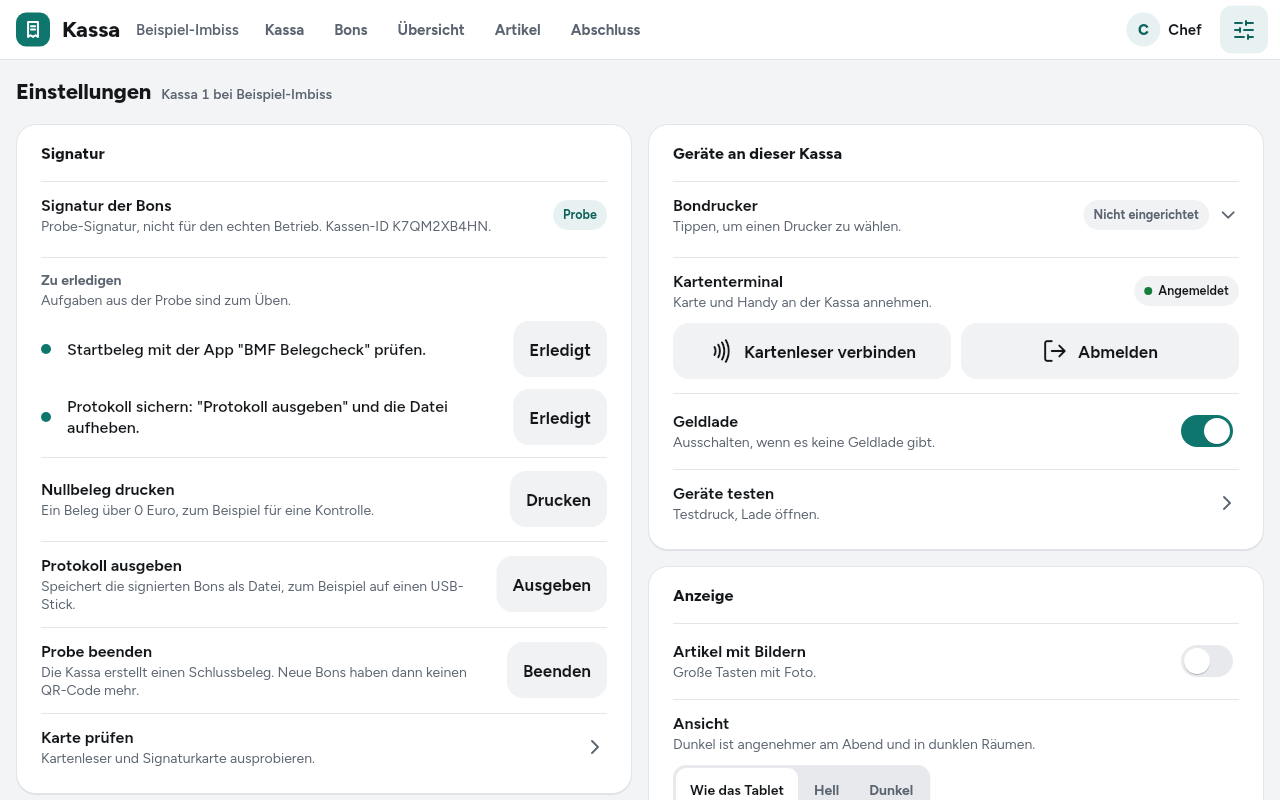 Kassa Beispiel-Imbiss Kassa Bons Übersicht Artikel Abschluss C Chef
Einstellungen Kassa 1 bei Beispiel-Imbiss
Signatur
Signatur der Bons
Probe-Signatur, nicht für den echten Betrieb. Kassen-ID K7QM2XB4HN.
Probe
Zu erledigen
Aufgaben aus der Probe sind zum Üben.
Startbeleg mit der App "BMF Belegcheck" prüfen.
Erledigt
Protokoll sichern: "Protokoll ausgeben" und die Datei
aufheben.
Erledigt
Nullbeleg drucken
Ein Beleg über 0 Euro, zum Beispiel für eine Kontrolle.
Drucken
Protokoll ausgeben
Speichert die signierten Bons als Datei, zum Beispiel auf einen USB-
Stick.
Ausgeben
Probe beenden
Die Kassa erstellt einen Schlussbeleg. Neue Bons haben dann keinen
QR-Code mehr.
Beenden
Karte prüfen
Kartenleser und Signaturkarte ausprobieren.
Geräte an dieser Kassa
Bondrucker
Tippen, um einen Drucker zu wählen.
Nicht eingerichtet
Kartenterminal
Karte und Handy an der Kassa annehmen.
Angemeldet
Kartenleser verbinden
Abmelden
Geldlade
Ausschalten, wenn es keine Geldlade gibt.
Geräte testen
Testdruck, Lade öffnen.
Anzeige
Artikel mit Bildern
Große Tasten mit Foto.
Ansicht
Dunkel ist angenehmer am Abend und in dunklen Räumen.
Wie das Tablet Hell Dunkel